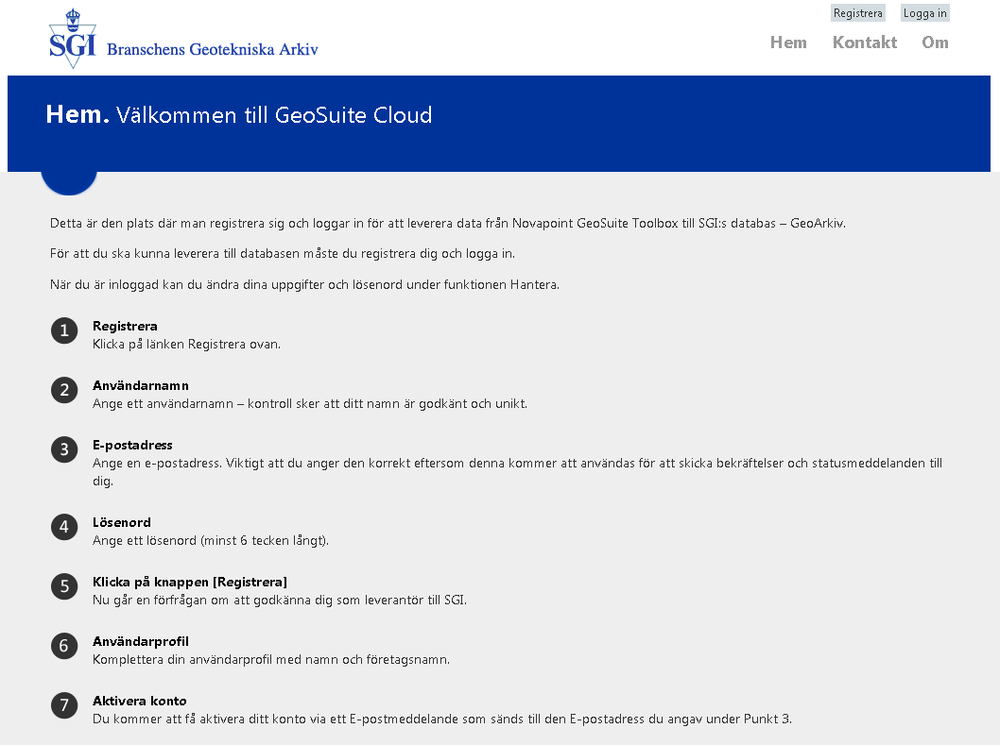 Registrera Logga in
SGI Branschens Geotekniska Arkiv
Hem Kontakt Om
Hem. Välkommen till GeoSuite Cloud
Detta är den plats där man registrera sig och loggar in för att leverera data från Novapoint GeoSuite Toolbox till SGI:s databas – GeoArkiv.
För att du ska kunna leverera till databasen måste du registrera dig och logga in.
När du är inloggad kan du ändra dina uppgifter och lösenord under funktionen Hantera.
1 Registrera
Klicka på länken Registrera ovan.
2 Användarnamn
Ange ett användarnamn – kontroll sker att ditt namn är godkänt och unikt.
3 E-postadress
Ange en e-postadress. Viktigt att du anger den korrekt eftersom denna kommer att användas för att skicka bekräftelser och statusmeddelanden till
dig.
4 Lösenord
Ange ett lösenord (minst 6 tecken långt).
5 Klicka på knappen [Registrera]
Nu går en förfrågan om att godkänna dig som leverantör till SGI.
6 Användarprofil
Komplettera din användarprofil med namn och företagsnamn.
7 Aktivera konto
Du kommer att få aktivera ditt konto via ett E-postmeddelande som sänds till den E-postadress du angav under Punkt 3.